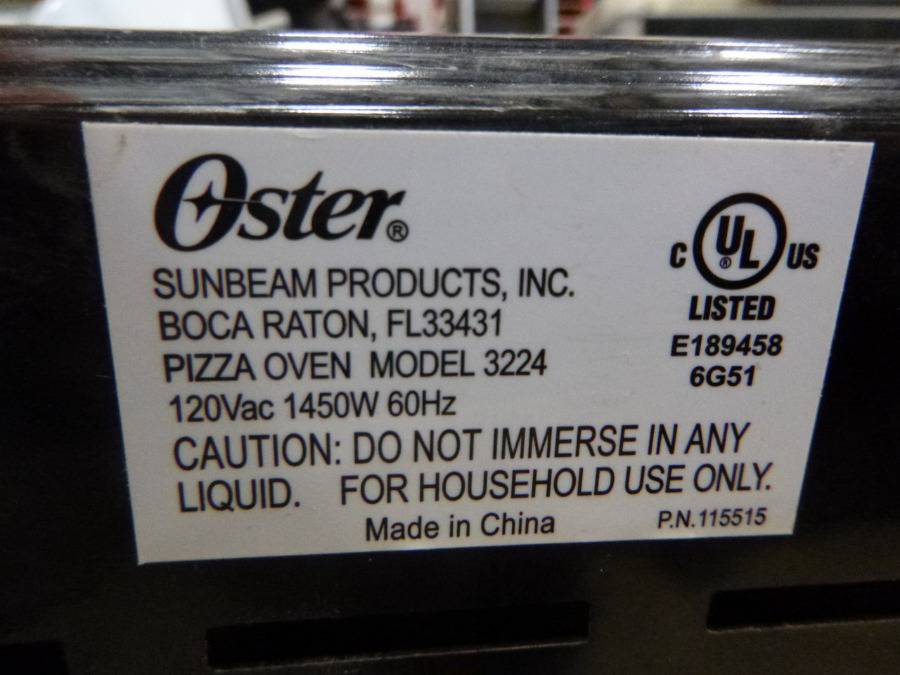 Oster®
SUNBEAM PRODUCTS, INC.
BOCA RATON, FL33431
PIZZA OVEN MODEL 3224
120Vac 1450W 60Hz
CAUTION: DO NOT IMMERSE IN ANY
LIQUID. FOR HOUSEHOLD USE ONLY.
Made in China
P.N.115515
C UL® US
LISTED
E189458
6G51